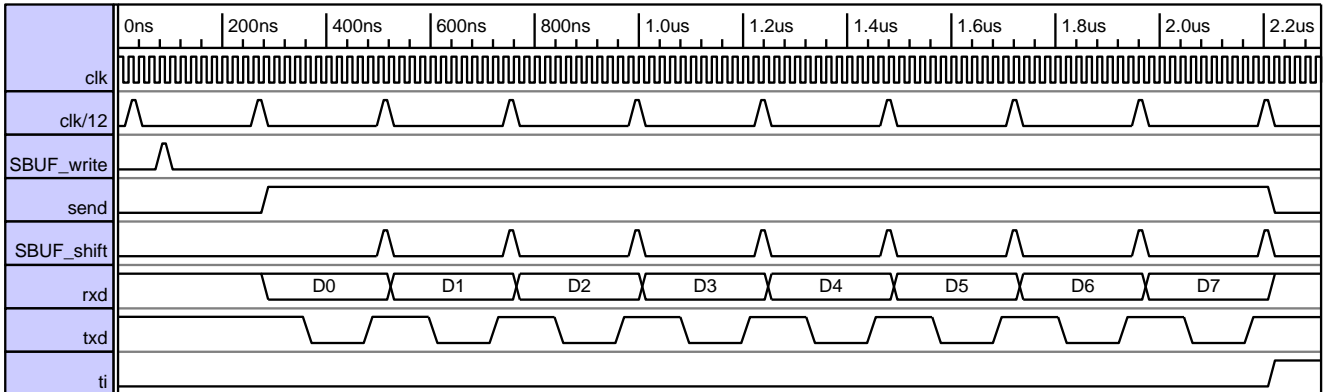 0ns 200ns 400ns 600ns 800ns 1.0us 1.2us 1.4us 1.6us 1.8us 2.0us 2.2us
clk
clk/12
SBUF_write
send
SBUF_shift
rxd D0 D1 D2 D3 D4 D5 D6 D7
txd
ti